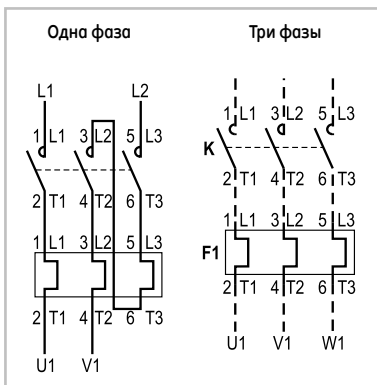 Одна фаза Три фазы
L1 L2
1 L1 3 L2 5 L3 1 L1 3 L2 5 L3
K
2 T1 4 T2 6 T3 2 T1 4 T2 6 T3
1 L1 3 L2 5 L3 1 L1 3 L2 5 L3
F1
2 T1 4 T2 6 T3 2 T1 4 T2 6 T3
U1 V1 U1 V1 W1